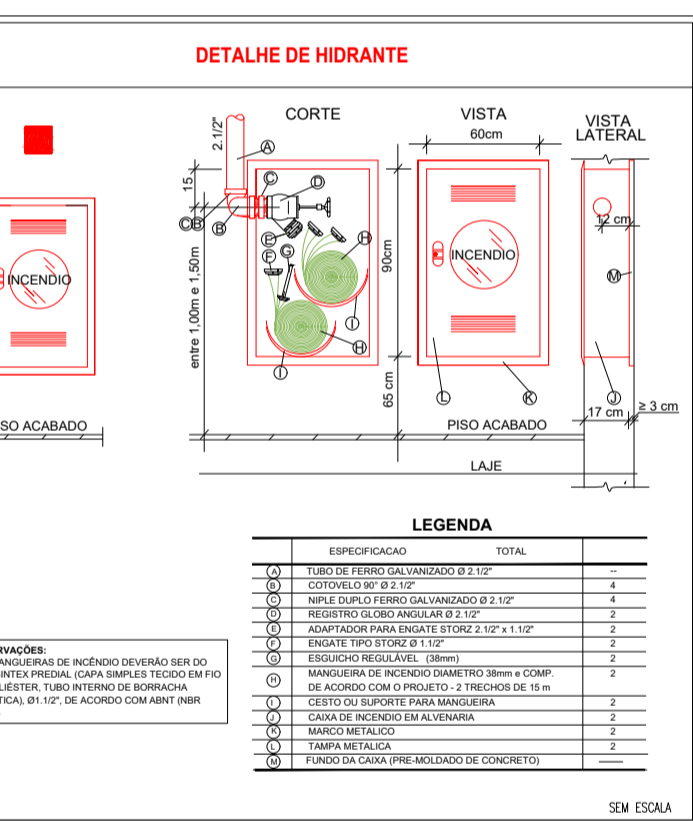 DETALHE DE HIDRANTE
CORTE
VISTA
VISTA
LATERAL
2.1/2"
60cm
A
C
D
15
C
B
B
E
F
G
H
12 cm
INCENDIO
INCENDIO
M
entre 1,00m e 1,50m
90cm
I
H
I
65 cm
L
K
J
17 cm
≥ 3 cm
SO ACABADO
PISO ACABADO
LAJE
LEGENDA
ESPECIFICACAO TOTAL
A TUBO DE FERRO GALVANIZADO Ø 2.1/2" --
B COTOVELO 90° Ø 2.1/2" 4
C NIPLE DUPLO FERRO GALVANIZADO Ø 2.1/2" 4
D REGISTRO GLOBO ANGULAR Ø 2.1/2" 2
E ADAPTADOR PARA ENGATE STORZ 2.1/2" x 1.1/2" 2
F ENGATE TIPO STORZ Ø 1.1/2" 2
G ESGUICHO REGULÁVEL (38mm) 2
H MANGUEIRA DE INCENDIO DIAMETRO 38mm e COMP. 2
DE ACORDO COM O PROJETO - 2 TRECHOS DE 15 m
I CESTO OU SUPORTE PARA MANGUEIRA 2
J CAIXA DE INCENDIO EM ALVENARIA 2
K MARCO METALICO 2
L TAMPA METALICA 2
M FUNDO DA CAIXA (PRE-MOLDADO DE CONCRETO) ——
RVAÇÕES:
ANGUEIRAS DE INCÊNDIO DEVERÃO SER DO
SINTEX PREDIAL (CAPA SIMPLES TECIDO EM FIO
LIÉSTER, TUBO INTERNO DE BORRACHA
TICA), Ø1.1/2", DE ACORDO COM ABNT (NBR
SEM ESCALA